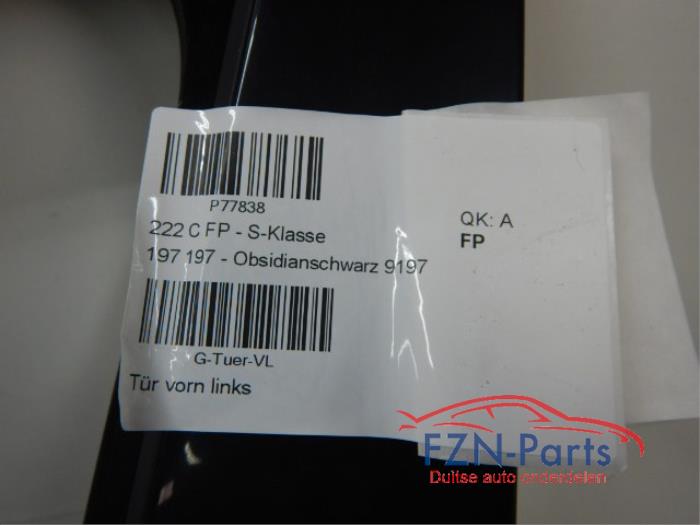 P77838
222 C FP - S-Klasse
197 197 - Obsidianschwarz 9197
G-Tuer-VL
Tür vorn links
QK: A
FP
FZN-Parts
Duitse auto onderdelen